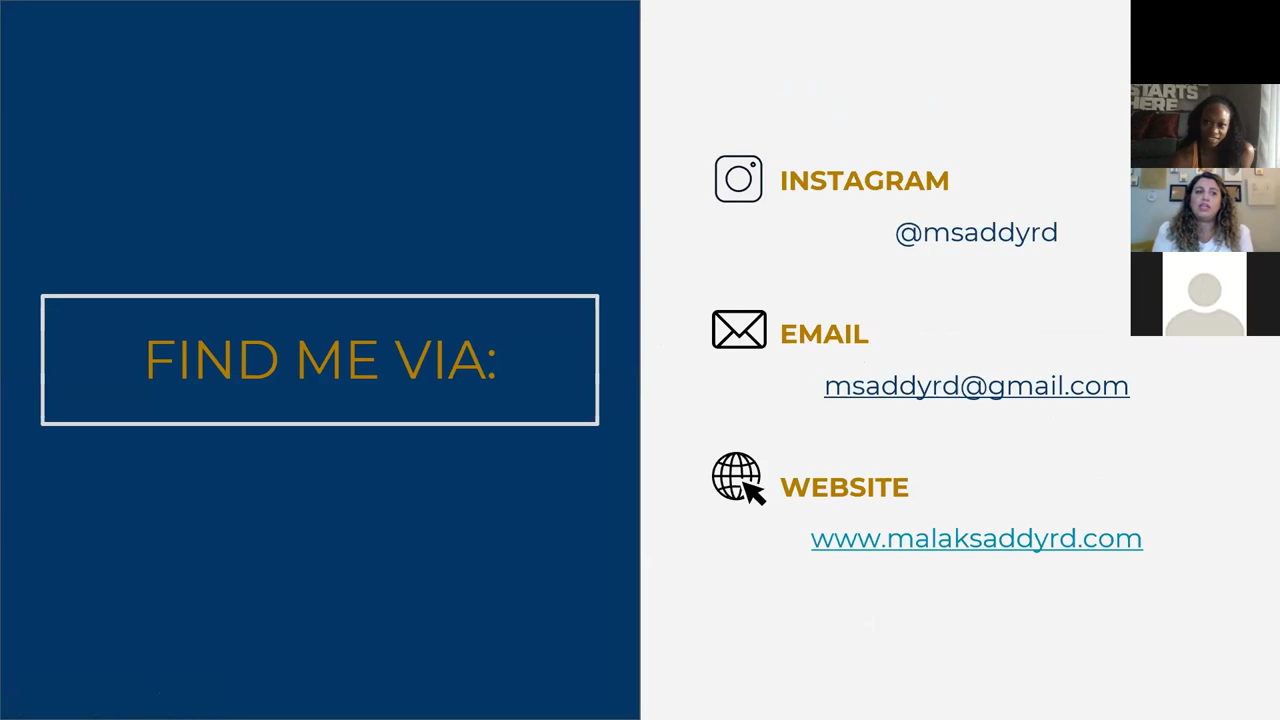 FIND ME VIA:
INSTAGRAM
@msaddyrd
EMAIL
msaddyrd@gmail.com
WEBSITE
www.malaksaddyrd.com
STARTS
HERE